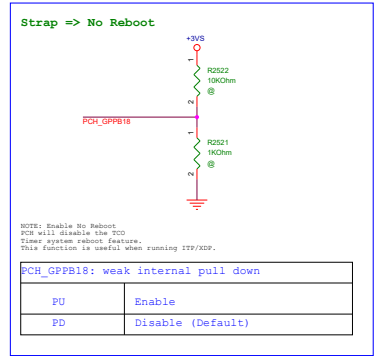 Strap => No Reboot
+3VS
1
R2522
10KOhm
@
2
PCH_GPPB18
1
R2521
1KOhm
@
2
NOTE: Enable No Reboot
PCH will disable the TCO
Timer system reboot feature.
This function is useful when running ITP/XDP.
PCH_GPPB18: weak internal pull down
PU Enable
PD Disable (Default)